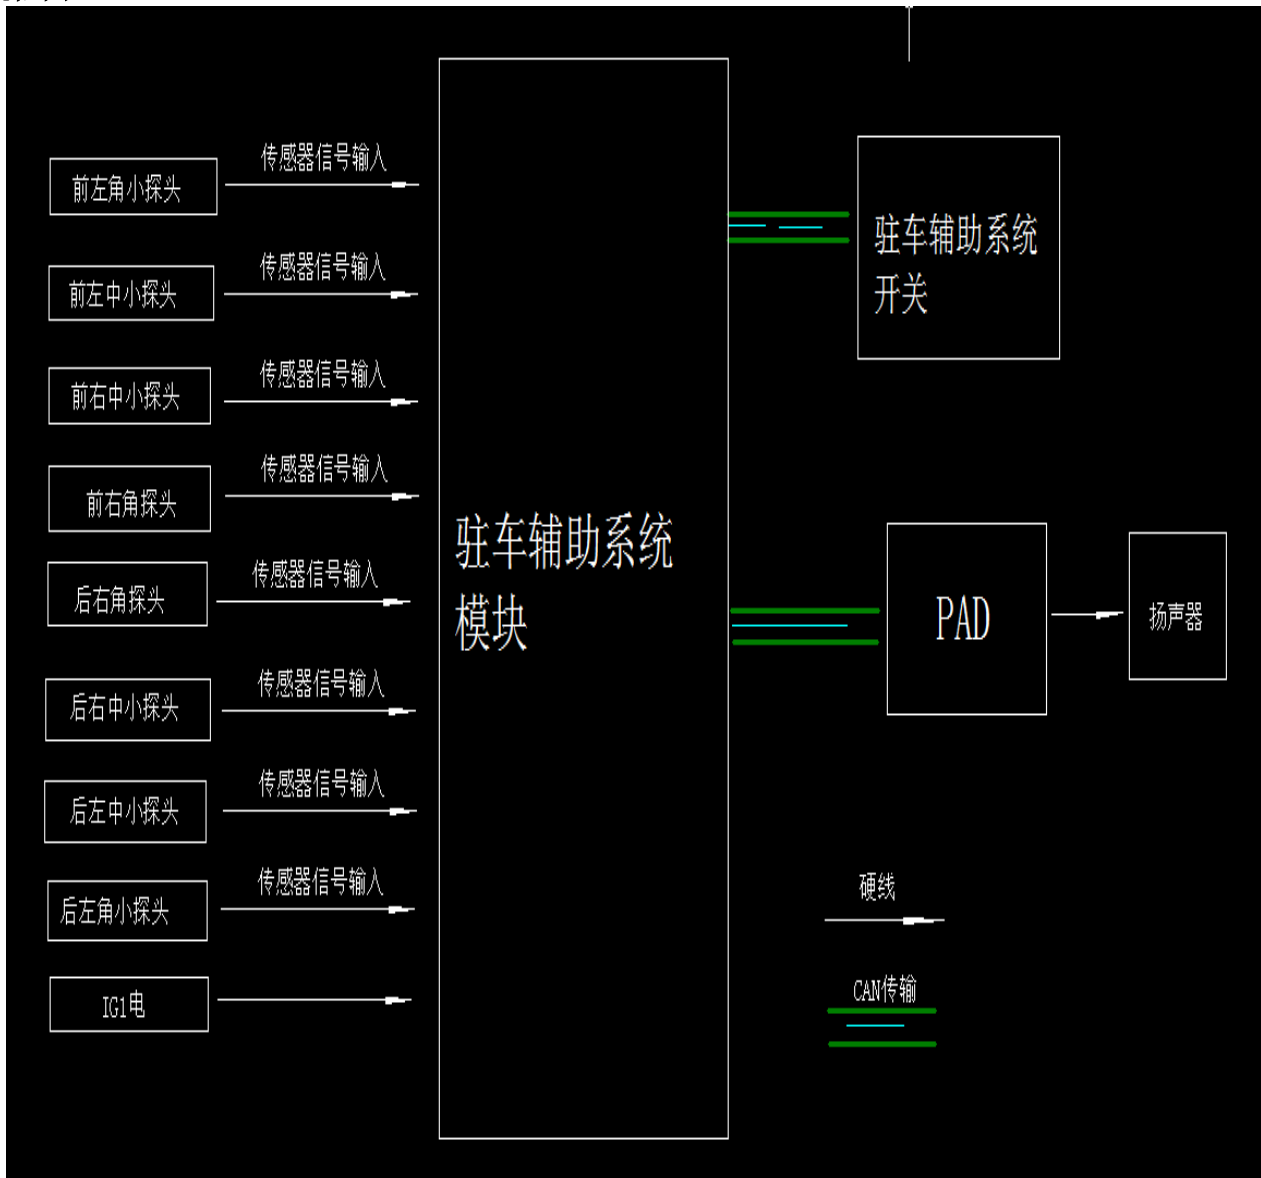 传感器信号输入
前左角小探头
传感器信号输入
前左中小探头
传感器信号输入
前右中小探头
传感器信号输入
前右角探头
传感器信号输入
后右角探头
传感器信号输入
后右中小探头
传感器信号输入
后左中小探头
传感器信号输入
后左角小探头
IG1电
驻车辅助系统
模块
驻车辅助系统
开关
PAD
扬声器
硬线
CAN传输